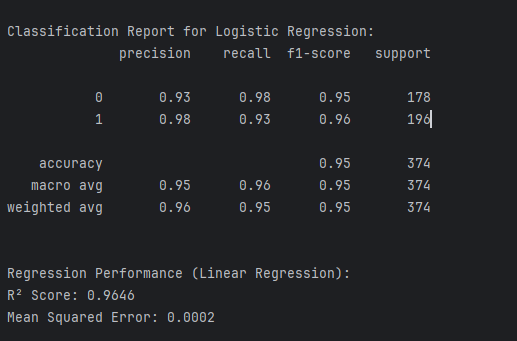 Classification Report for Logistic Regression:
precision recall f1-score support
0 0.93 0.98 0.95 178
1 0.98 0.93 0.96 196
accuracy 0.95 374
macro avg 0.95 0.96 0.95 374
weighted avg 0.96 0.95 0.95 374
Regression Performance (Linear Regression):
R² Score: 0.9646
Mean Squared Error: 0.0002